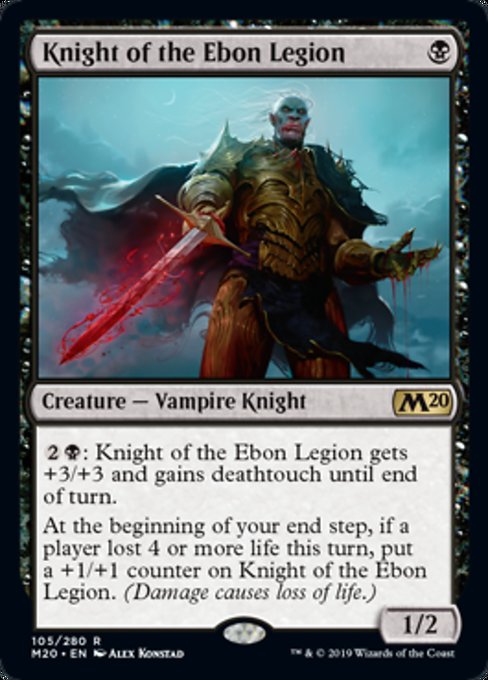 Knight of the Ebon Legion
Creature — Vampire Knight
M20
2: Knight of the Ebon Legion gets
+3/+3 and gains deathtouch until end
of turn.
At the beginning of your end step, if a
player lost 4 or more life this turn, put
a +1/+1 counter on Knight of the Ebon
Legion. (Damage causes loss of life.)
1/2
105/280 R
M20 • EN Alex Konstad
™ & © 2019 Wizards of the Coast